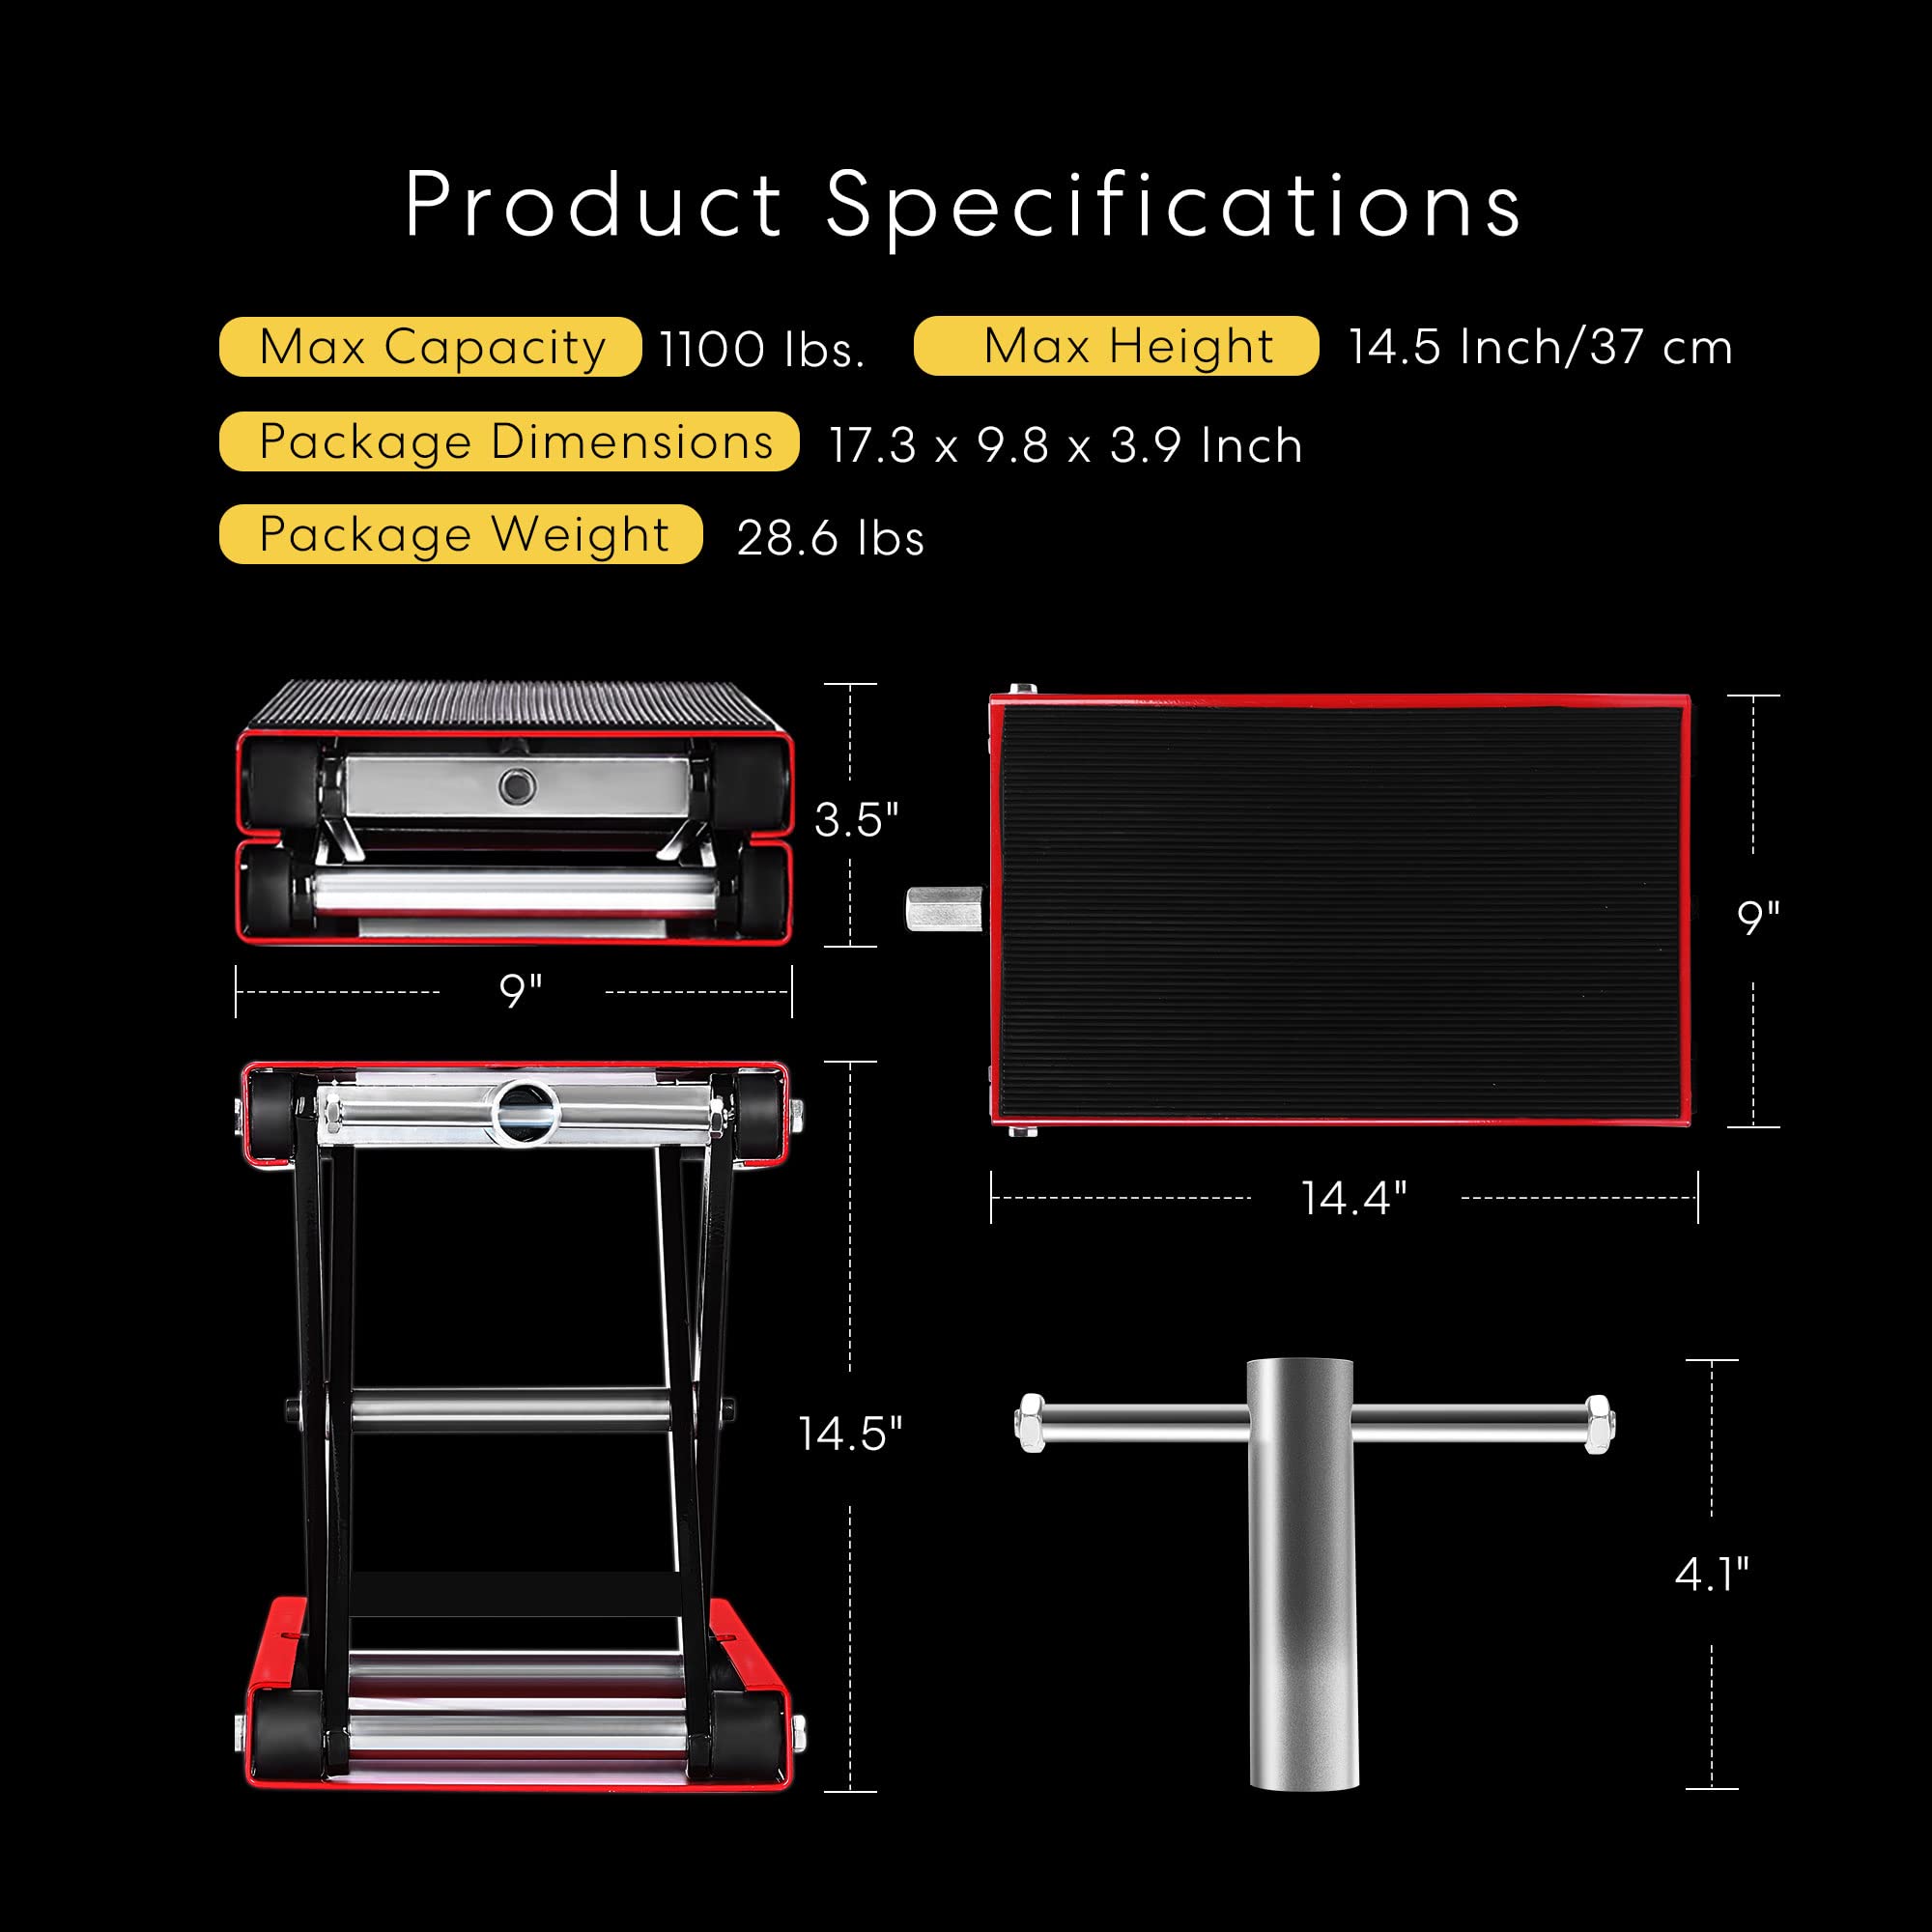 Product Specifications
Max Capacity 1100 lbs. Max Height 14.5 Inch/37 cm
Package Dimensions 17.3 x 9.8 x 3.9 Inch
Package Weight 28.6 lbs
3.5"
9"
9"
14.4"
14.5"
4.1"